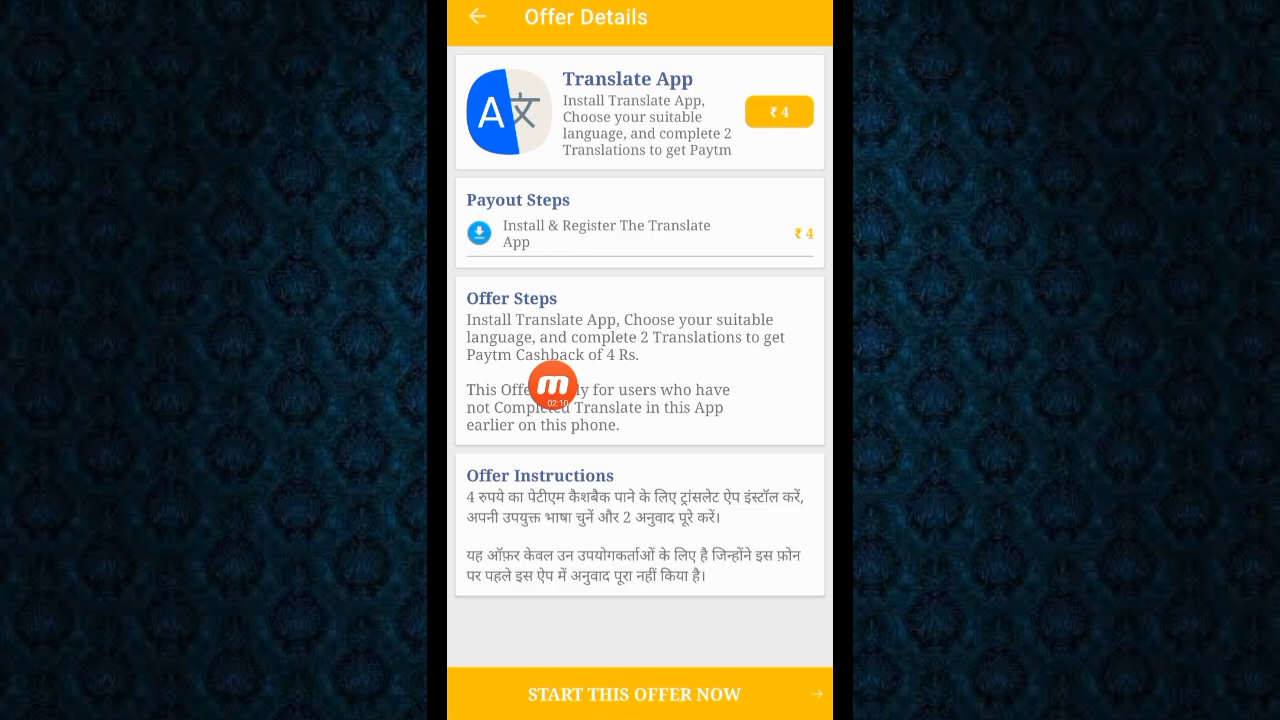 Offer Details
Translate App
Install Translate App,
Choose your suitable
language, and complete 2
Translations to get Paytm
₹ 4
Payout Steps
Install & Register The Translate
App
₹ 4
Offer Steps
Install Translate App, Choose your suitable
language, and complete 2 Translations to get
Paytm Cashback of 4 Rs.
This for users who have
not Translate in this App
earlier on this phone.
02:10
Offer Instructions
4 रुपये का पेटीएम कैशबैक पाने के लिए ट्रांसलेट ऐप इंस्टॉल करें,
अपनी उपयुक्त भाषा चुनें और 2 अनुवाद पूरे करें।
यह ऑफ़र केवल उन उपयोगकर्ताओं के लिए है जिन्होंने इस फ़ोन
पर पहले इस ऐप में अनुवाद पूरा नहीं किया है।
START THIS OFFER NOW